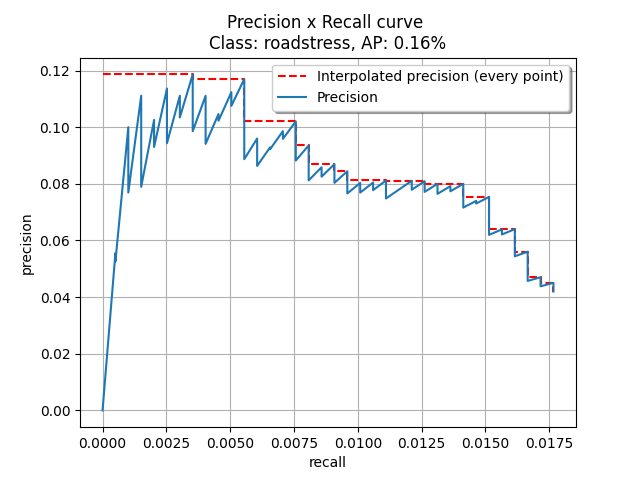 Precision x Recall curve
Class: roadstress, AP: 0.16%
Interpolated precision (every point)
Precision
0.12
0.10
0.08
0.06
0.04
0.02
0.00
precision
0.0000 0.0025 0.0050 0.0075 0.0100 0.0125 0.0150 0.0175
recall